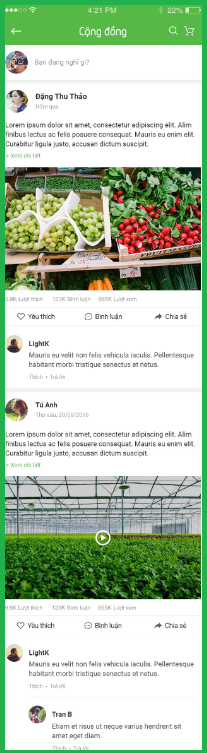 4:21 PM
22%
Cộng đồng
Bạn đang nghĩ gì?
Đặng Thu Thảo
Hôm qua
Lorem ipsum dolor sit amet, consectetur adipiscing elit. Aliquam
finibus lectus ac felis posuere consequat. Mauris eu enim elit.
Curabitur ligula justo, accusan dictum suscipit.
+ Xem chi tiết
9.8K Lượt thích 123K Bình luận 665K Lượt xem
Yêu thích Bình luận Chia sẻ
LightK
Mauris eu velit non felis vehicula iaculis. Pellentesque
habitant morbi tristique senectus et netus.
Thích • Trả lời
Tú Anh
Thứ sáu, 20/09/2016
Lorem ipsum dolor sit amet, consectetur adipiscing elit. Aliquam
finibus lectus ac felis posuere consequat. Mauris eu enim elit.
Curabitur ligula justo, accusan dictum suscipit.
+ Xem chi tiết
9.8K Lượt thích 123K Bình luận 665K Lượt xem
Yêu thích Bình luận Chia sẻ
LightK
Mauris eu velit non felis vehicula iaculis. Pellentesque
habitant morbi tristique senectus et netus.
Thích • Trả lời
Tran B
Etiam et risus ut neque varius hendrerit sit
amet eget diam.
Thích • Trả lời